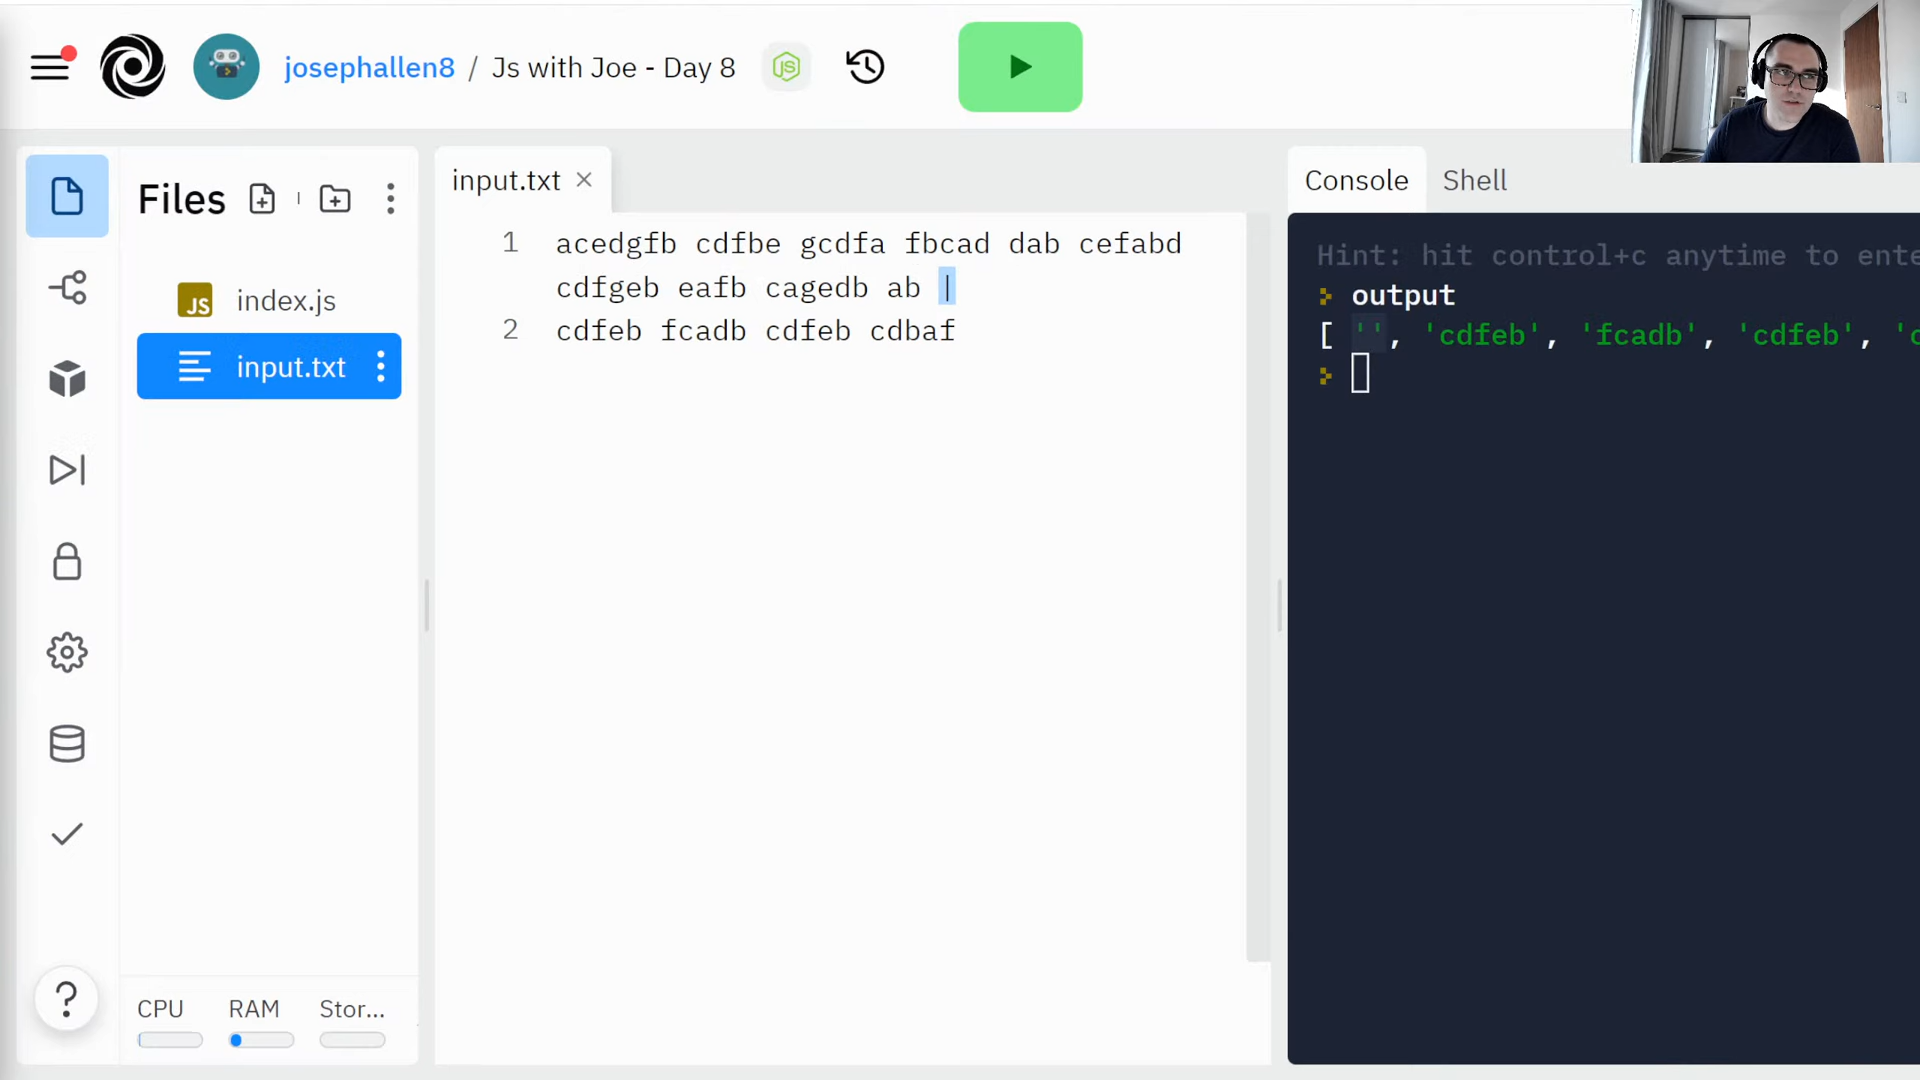 josephallen8 / Js with Joe - Day 8
Files
index.js
input.txt
CPU RAM Stor...
input.txt
1 acedgfb cdfbe gcdfa fbcad dab cefabd
cdfgeb eafb cagedb ab |
2 cdfeb fcadb cdfeb cdbaf
Console Shell
Hint: hit control+c anytime to ente
output
[ '', 'cdfeb', 'fcadb', 'cdfeb', 'c